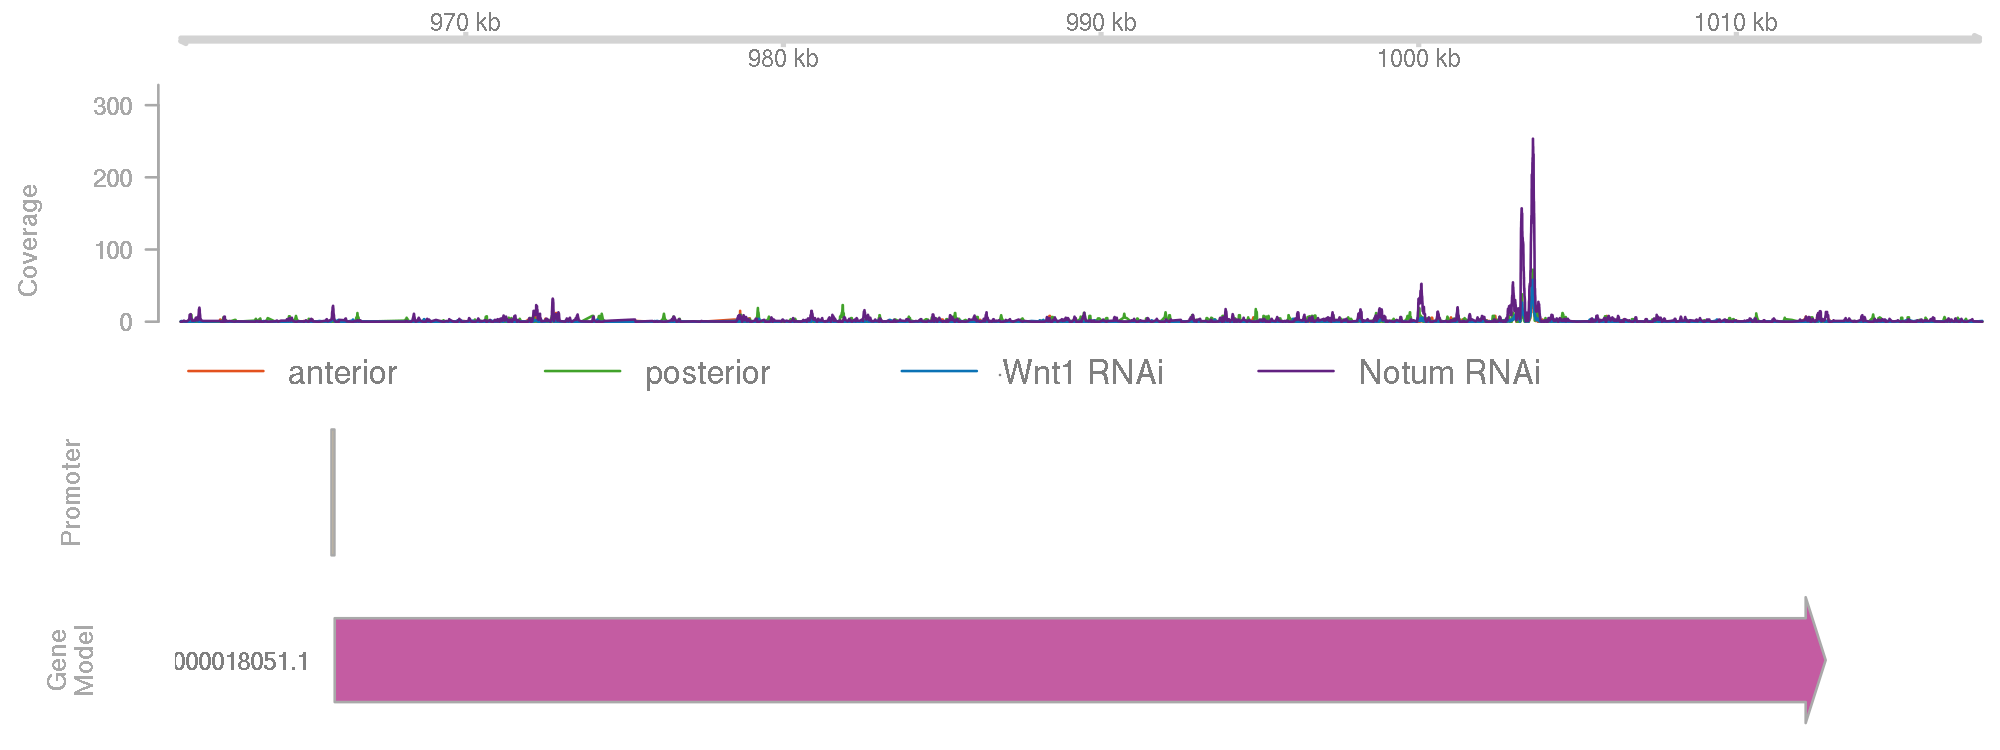 970 kb 990 kb 1010 kb
980 kb 1000 kb
Coverage
300
200
100
0
anterior posterior Wnt1 RNAi Notum RNAi
Promoter
Gene
Model
000018051.1